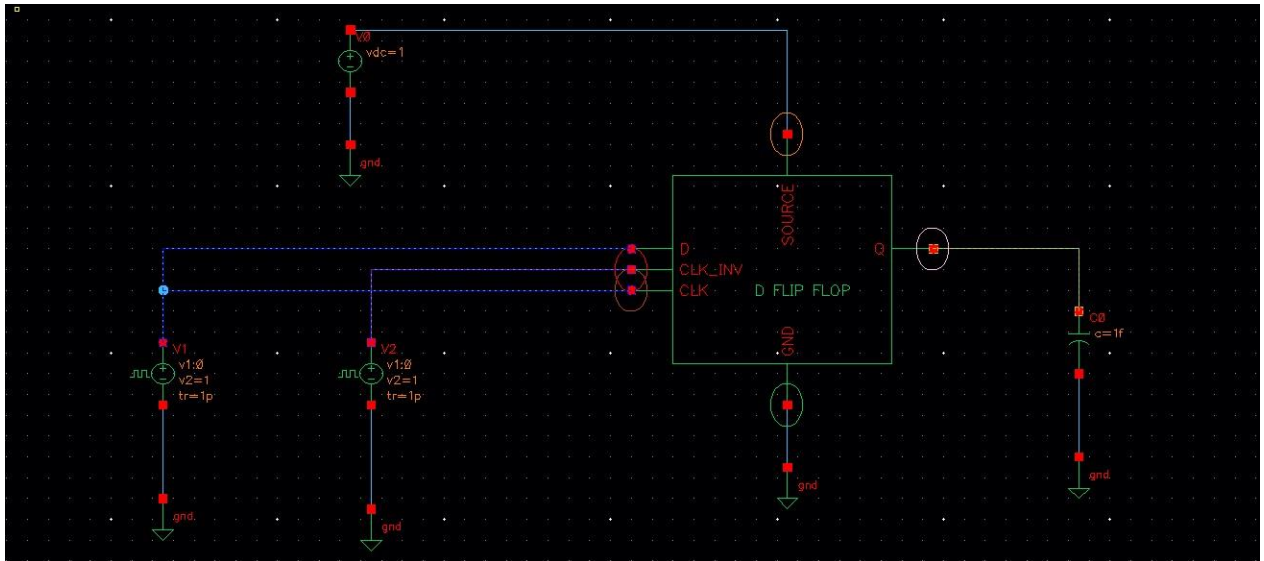 V0
vdc=1
gnd.
SOURCE
D
CLK_INV
CLK
Q
D FLIP FLOP
GND
C0
c=1f
V1
v1:0
v2=1
tr=1p
V2
v1:0
v2=1
tr=1p
gnd.
gnd
gnd
gnd.